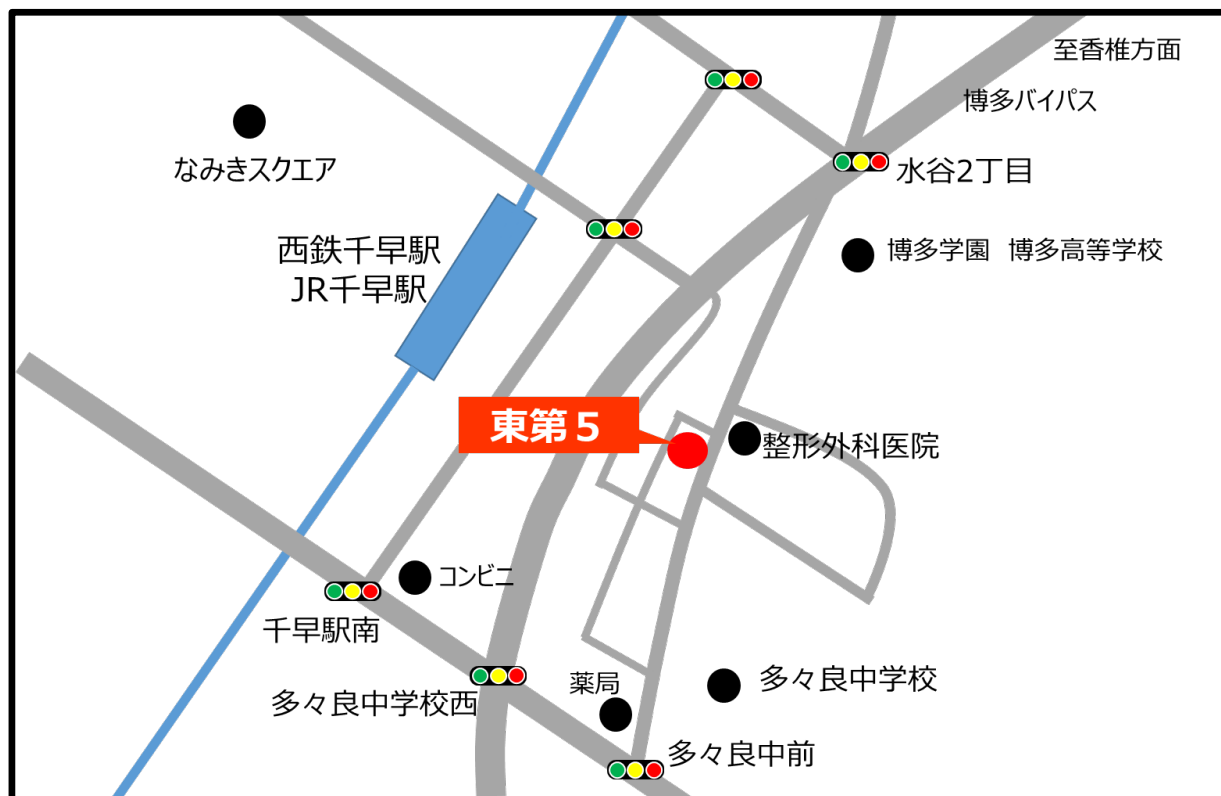 至香椎方面
博多バイパス
なみきスクエア
水谷2丁目
西鉄千早駅
JR千早駅
博多学園　博多高等学校
東第５
整形外科医院
コンビニ
千早駅南
多々良中学校西
薬局
多々良中学校
多々良中前